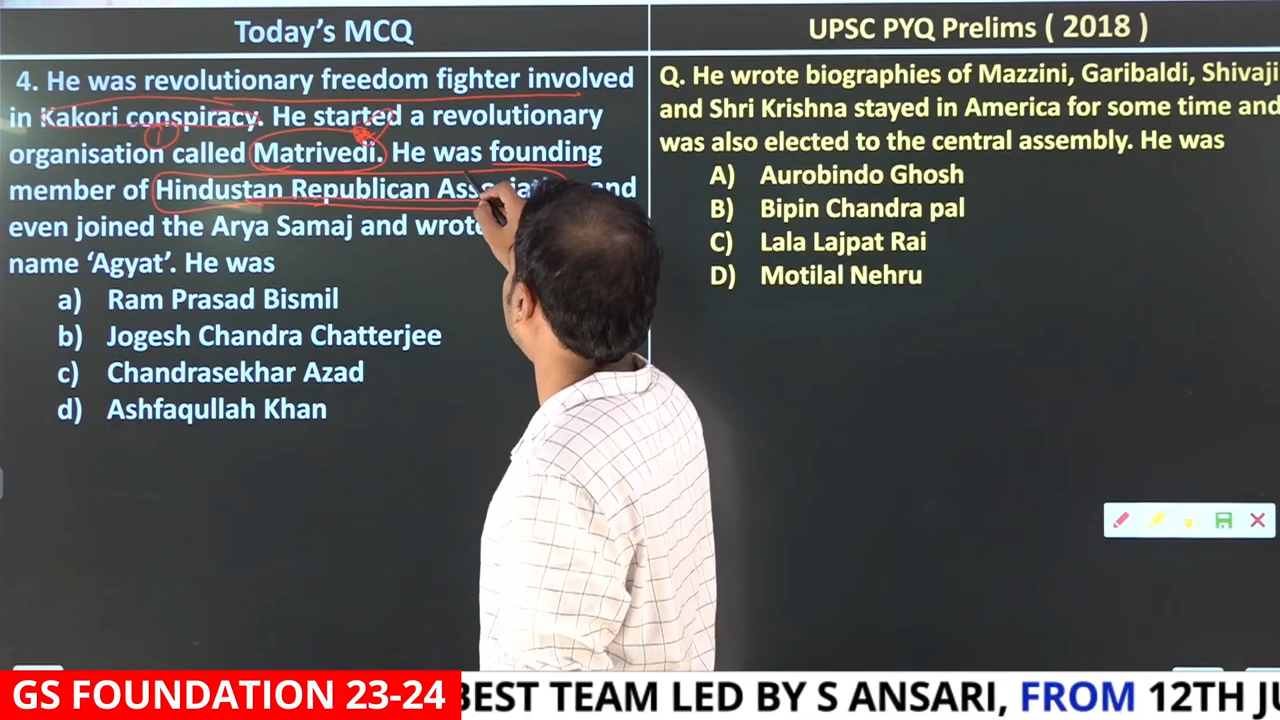 Today's MCQ
4. He was revolutionary freedom fighter involved
in Kakori conspiracy. He started a revolutionary
organisation called Matrivedi. He was founding
member of Hindustan Republican Association and
even joined the Arya Samaj and wrote
name ‘Agyat’. He was
a) Ram Prasad Bismil
b) Jogesh Chandra Chatterjee
c) Chandrasekhar Azad
d) Ashfaqullah Khan
UPSC PYQ Prelims ( 2018 )
Q. He wrote biographies of Mazzini, Garibaldi, Shivaji
and Shri Krishna stayed in America for some time and
was also elected to the central assembly. He was
A) Aurobindo Ghosh
B) Bipin Chandra pal
C) Lala Lajpat Rai
D) Motilal Nehru
GS FOUNDATION 23-24
BEST TEAM LED BY S ANSARI, FROM 12TH